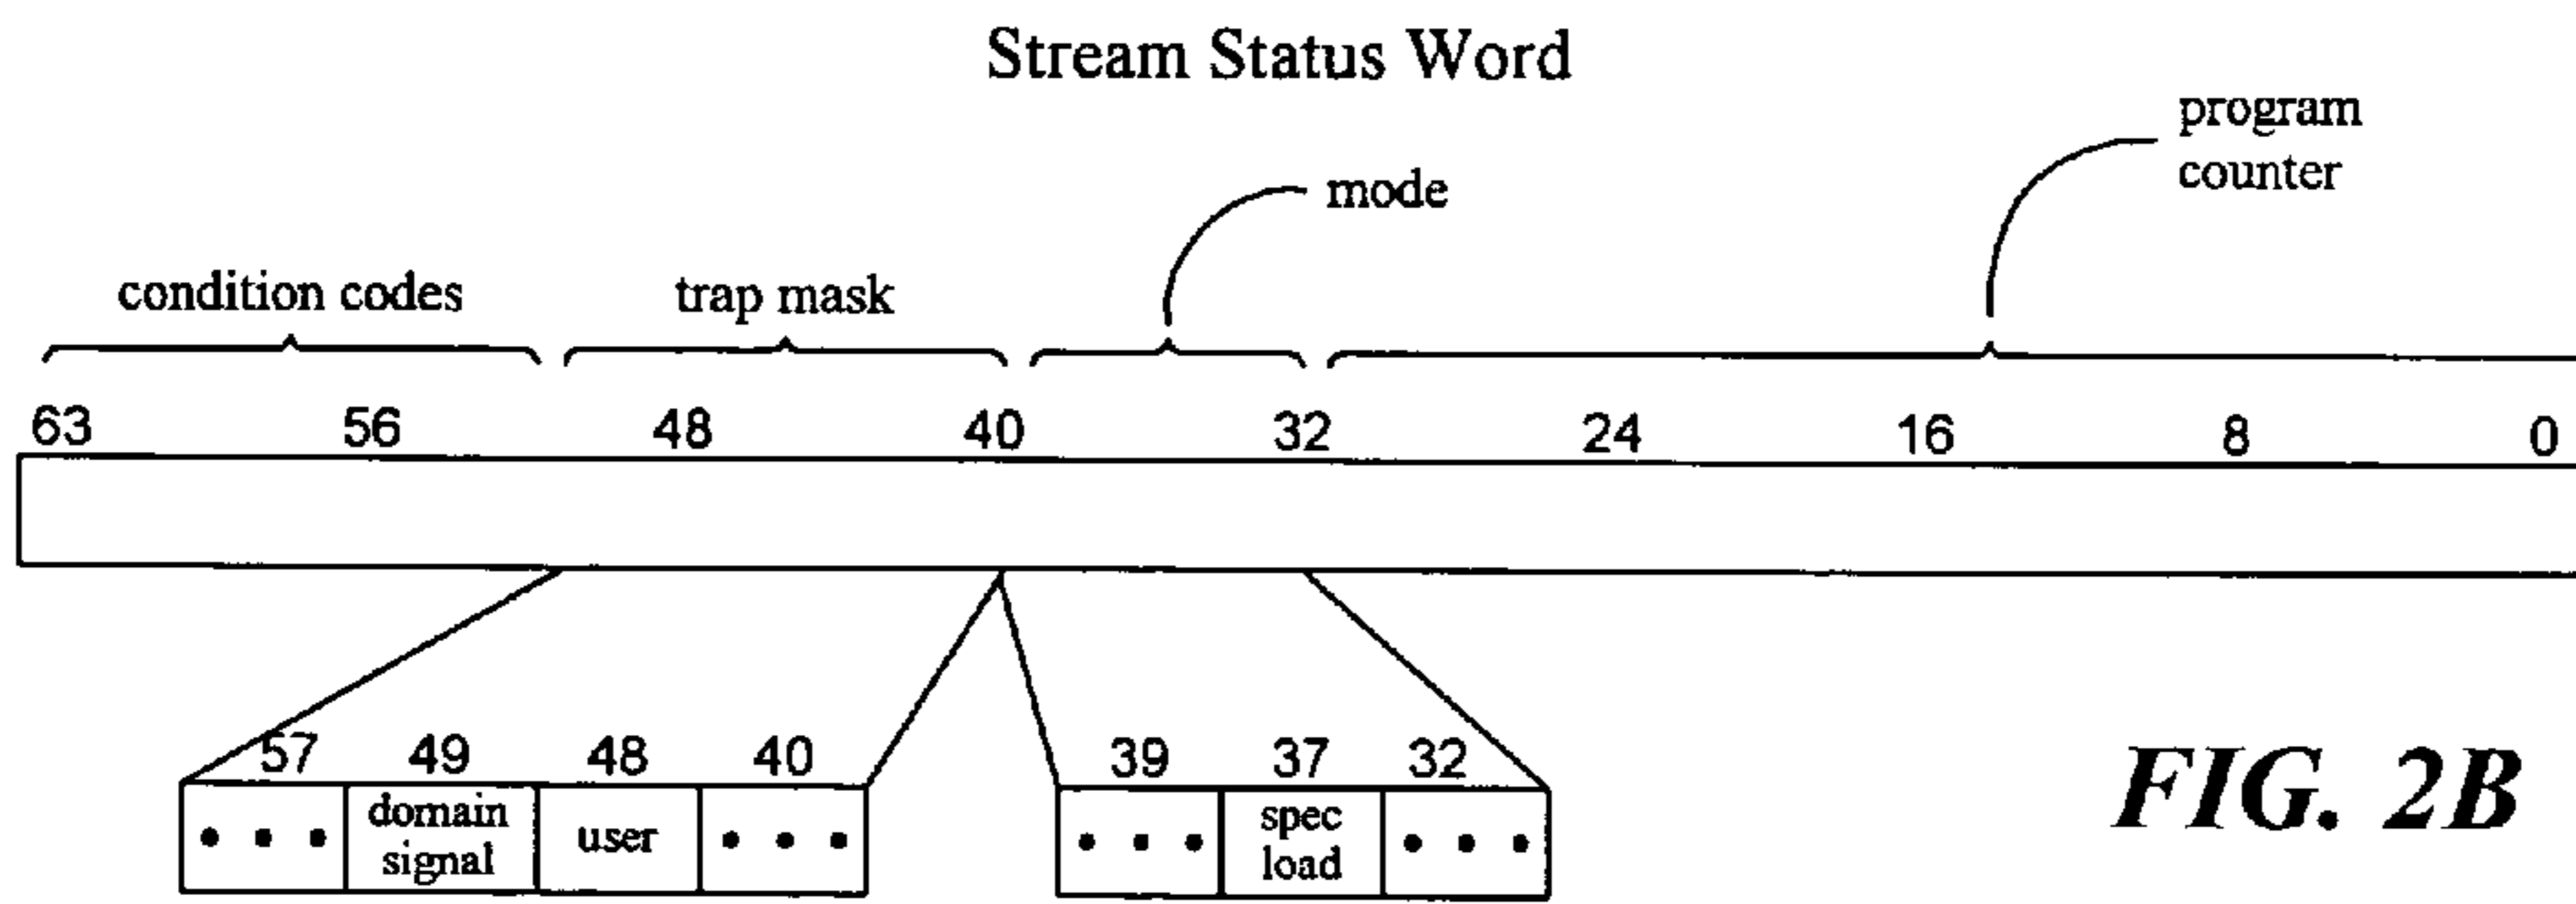 Stream Status Word
program
counter
mode
condition codes
trap mask
63 56 48 40 32 24 16 8 0
57 49 48 40 39 37 32
• • • domain signal user • • • • • • spec load • • •
FIG. 2B